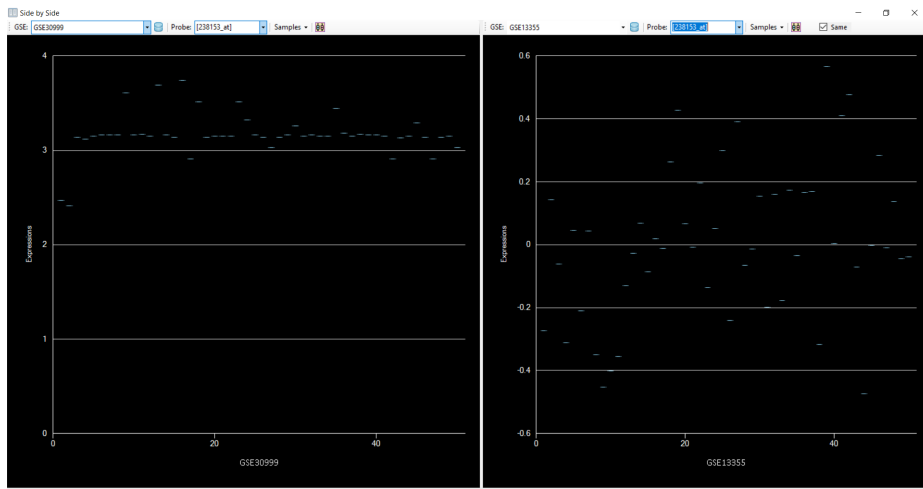 Side by Side
GSE: GSE30999 Probe: [238153_at] Samples
GSE: GSE13355 Probe: [238153_at] Samples Same
4
3
2
1
0
Expressions
0 20 40
GSE30999
0.6
0.4
0.2
0
-0.2
-0.4
-0.6
Expressions
0 20 40
GSE13355